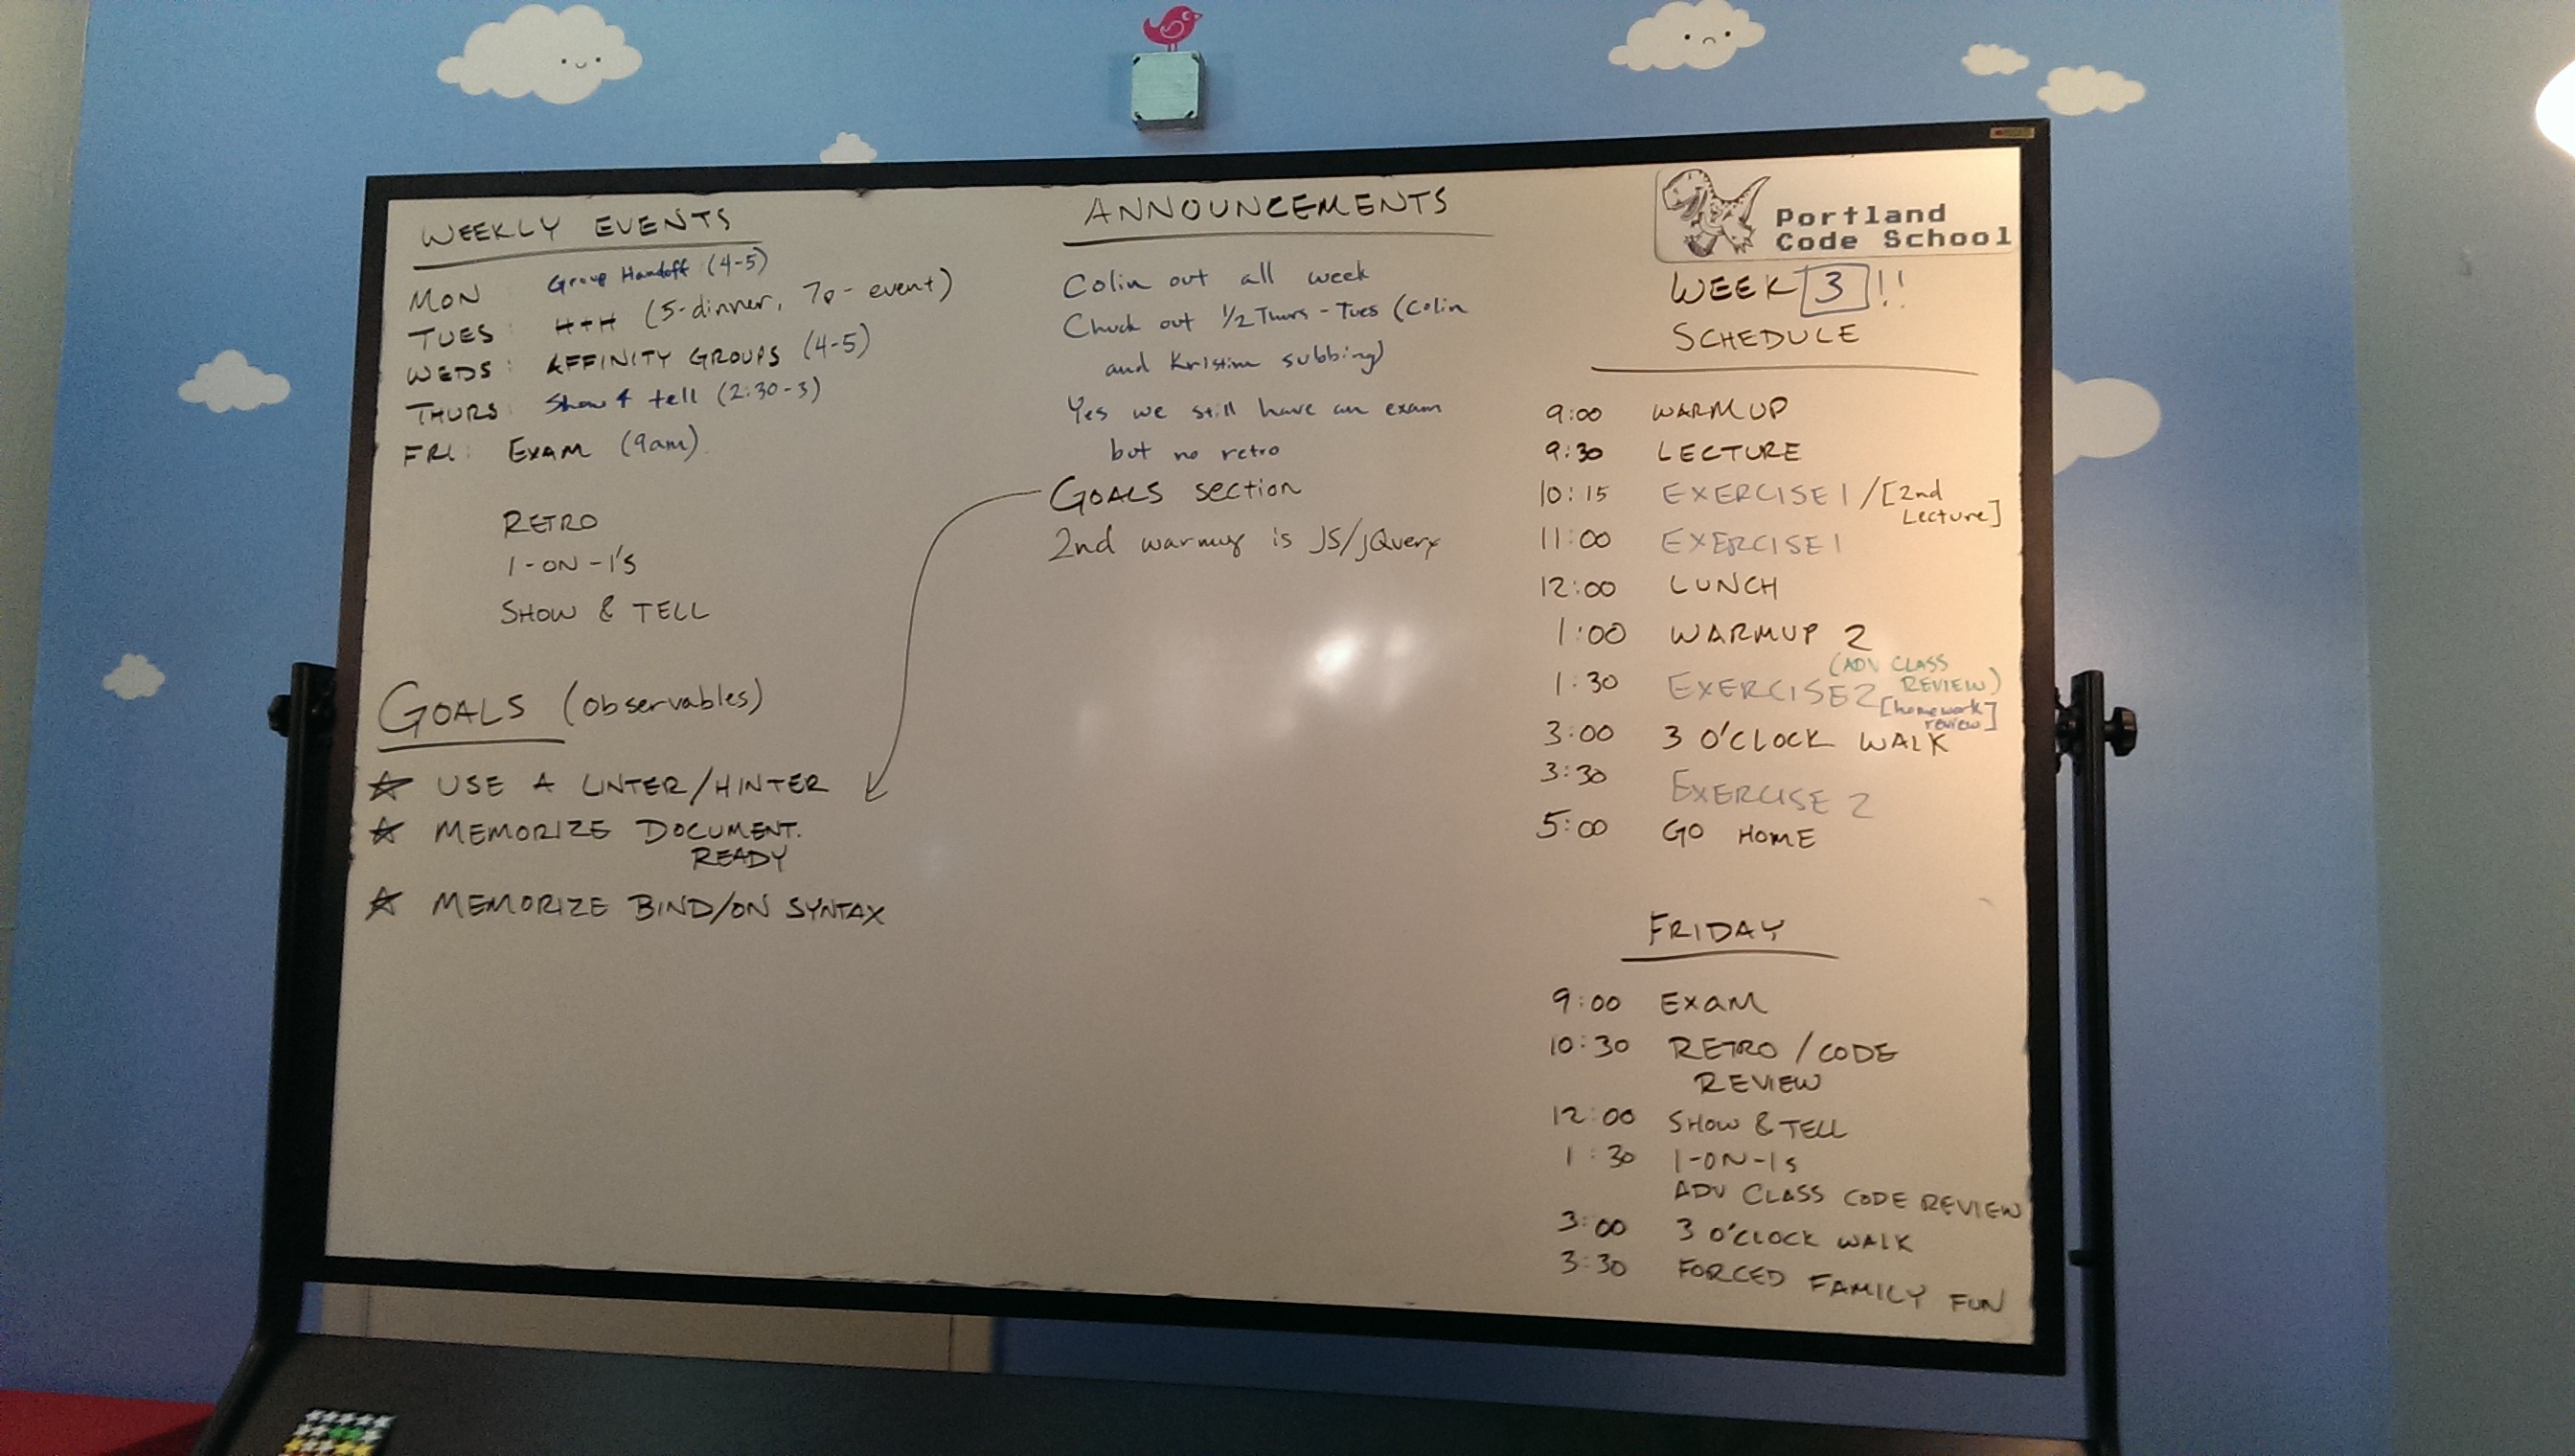 WEEKLY EVENTS
MON Group Handoff (4-5)
TUES: H+H (5-dinner, 7p- event)
WEDS: AFFINITY GROUPS (4-5)
THURS: Show & tell (2:30-3)
FRI: EXAM (9am)
RETRO
1-ON-1'S
SHOW & TELL
GOALS (observables)
USE A LINTER/HINTER
MEMORIZE DOCUMENT.
READY
MEMORIZE BIND/ON SYNTAX
ANNOUNCEMENTS
Colin out all week
Chuck out 1/2 Thurs - Tues (Colin
and Kristin subbing)
Yes we still have an exam
but no retro
GOALS section
2nd warmup is JS/jQuery
Portland
Code School
WEEK 3!!
SCHEDULE
9:00 WARMUP
9:30 LECTURE
10:15 EXERCISE 1 / [2nd
Lecture]
11:00 EXERCISE 1
12:00 LUNCH
1:00 WARMUP 2
(ADV CLASS
REVIEW)
1:30 EXERCISE 2 [homework
review]
3:00 3 O'CLOCK WALK
3:30 EXERCISE 2
5:00 GO HOME
FRIDAY
9:00 EXAM
10:30 RETRO / CODE
REVIEW
12:00 SHOW & TELL
1:30 1-ON-1S
ADV CLASS CODE REVIEW
3:00 3 O'CLOCK WALK
3:30 FORCED FAMILY FUN